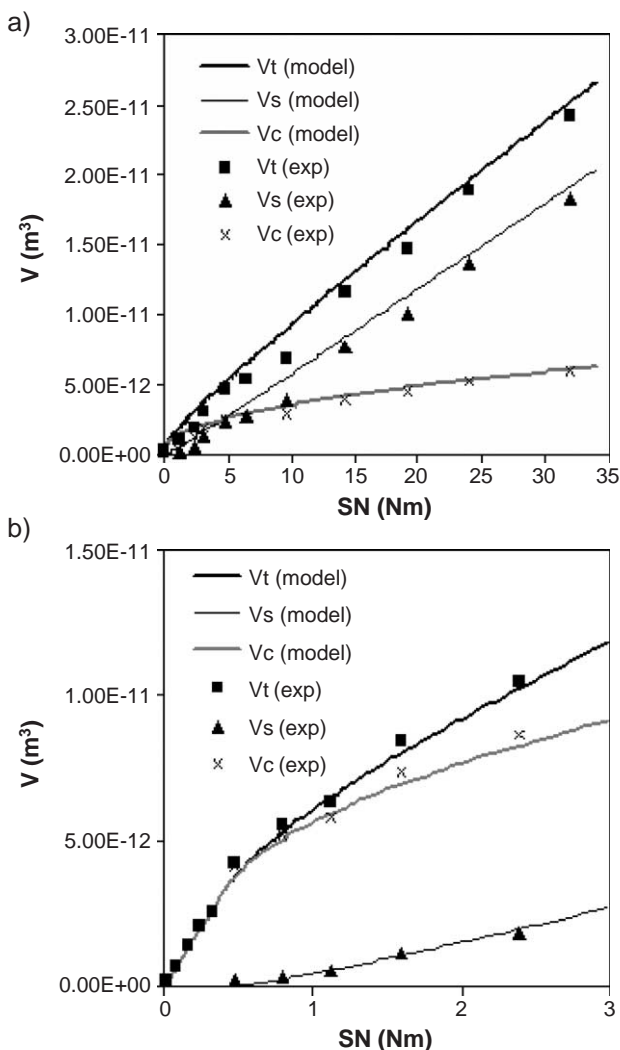 a)
3.00E-11
2.50E-11
2.00E-11
1.50E-11
1.00E-11
5.00E-12
0.00E+00
V (m³)
Vt (model)
Vs (model)
Vc (model)
Vt (exp)
Vs (exp)
Vc (exp)
0 5 10 15 20 25 30 35
SN (Nm)
b)
1.50E-11
1.00E-11
5.00E-12
0.00E+00
V (m³)
Vt (model)
Vs (model)
Vc (model)
Vt (exp)
Vs (exp)
Vc (exp)
0 1 2 3
SN (Nm)